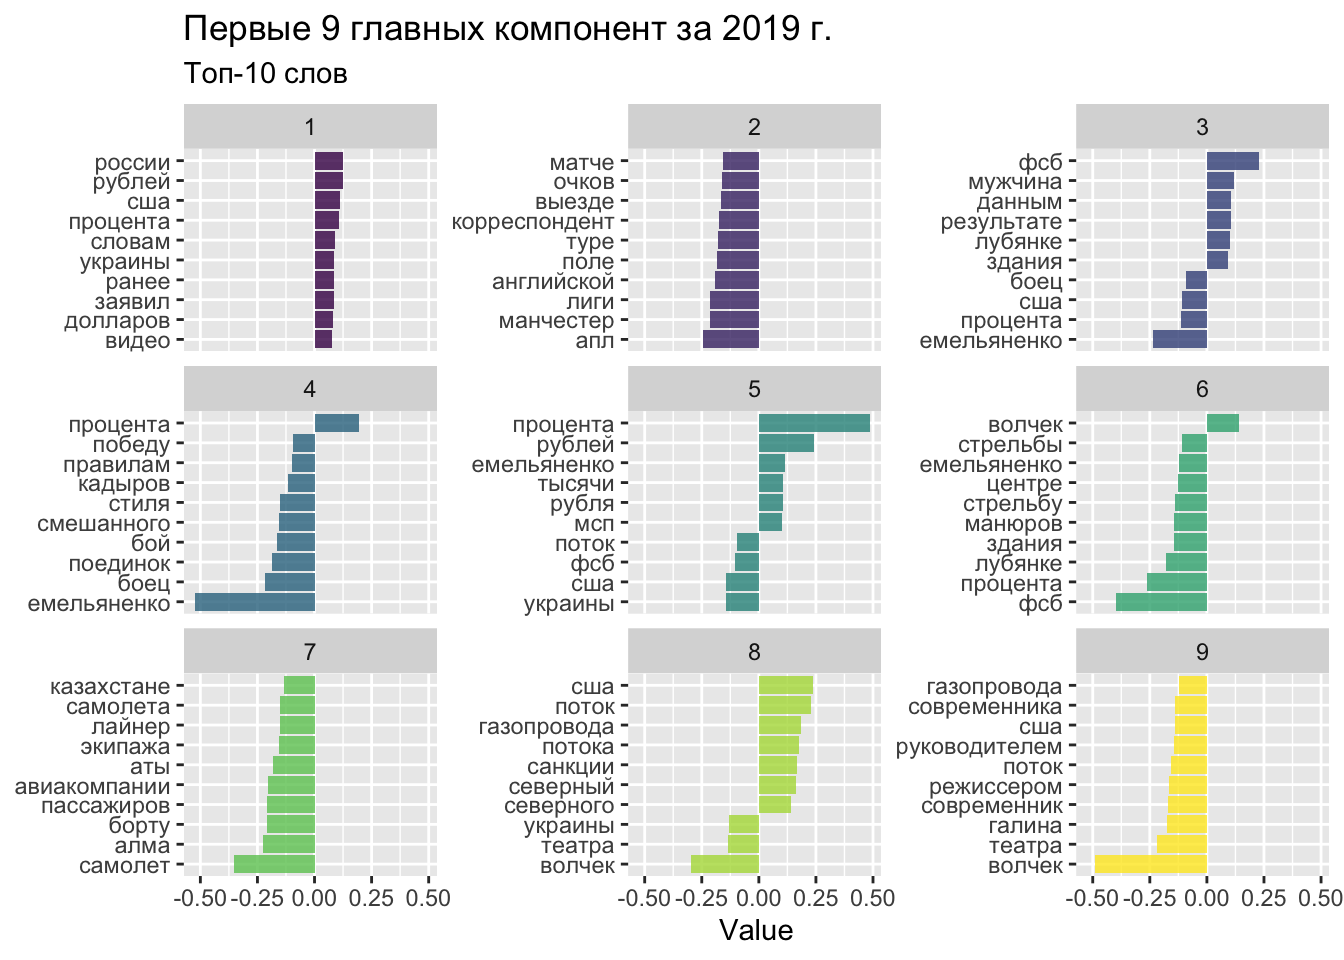 Первые 9 главных компонент за 2019 г.
Топ-10 слов
1
россии
рублей
сша
процента
словам
украины
ранее
заявил
долларов
видео
2
матче
очков
выезде
корреспондент
туре
поле
английской
лиги
манчестер
апл
3
фсб
мужчина
данным
результате
лубянке
здания
боец
сша
процента
емельяненко
4
процента
победу
правилам
кадыров
стиля
смешанного
бой
поединок
боец
емельяненко
5
процента
рублей
емельяненко
тысячи
рубля
мсп
поток
фсб
сша
украины
6
волчек
стрельбы
емельяненко
центре
стрельбу
манюров
здания
лубянке
процента
фсб
7
казахстане
самолета
лайнер
экипажа
аты
авиакомпании
пассажиров
борту
алма
самолет
8
сша
поток
газопровода
потока
санкции
северный
северного
украины
театра
волчек
9
газопровода
современника
сша
руководителем
поток
режиссером
современник
галина
театра
волчек
-0.50 -0.25 0.00 0.25 0.50
-0.50 -0.25 0.00 0.25 0.50
-0.50 -0.25 0.00 0.25 0.50
Value